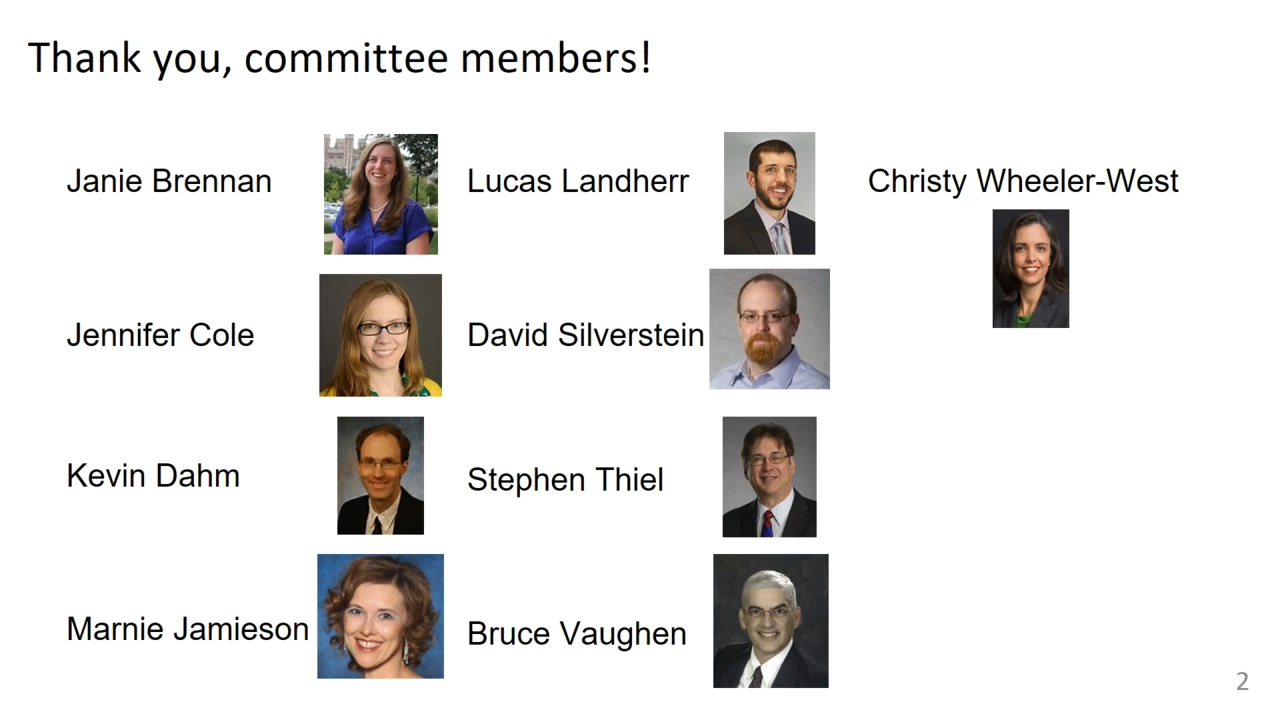 Thank you, committee members!
Janie Brennan
Lucas Landherr
Christy Wheeler-West
Jennifer Cole
David Silverstein
Kevin Dahm
Stephen Thiel
Marnie Jamieson
Bruce Vaughen
2